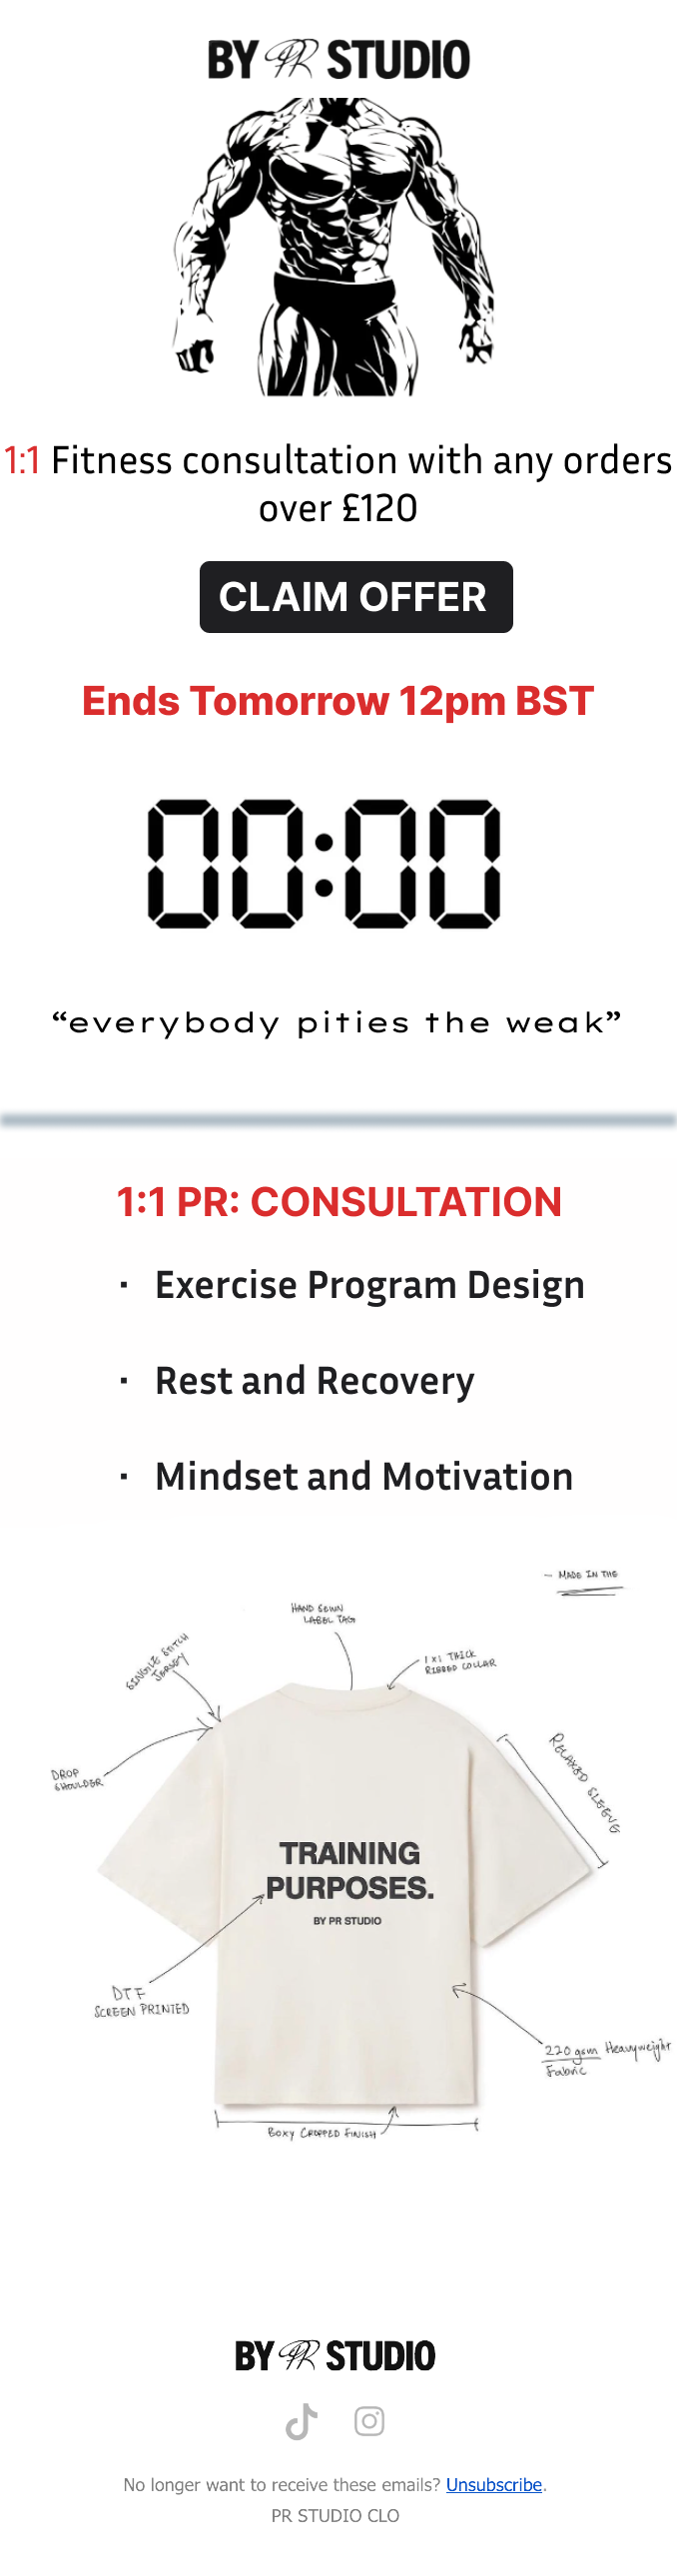 BY PR STUDIO
1:1 Fitness consultation with any orders
over £120
CLAIM OFFER
Ends Tomorrow 12pm BST
00:00
“everybody pities the weak”
1:1 PR: CONSULTATION
· Exercise Program Design
· Rest and Recovery
· Mindset and Motivation
— MADE IN THE
HAND SEWN
LABEL TAG
SINGLE STITCH
JERSEY
1x1 THICK
RIBBED COLLAR
DROP
SHOULDER
RELAXED SLEEVE
TRAINING
PURPOSES.
BY PR STUDIO
DTF
SCREEN PRINTED
220 gsm Heavyweight
Fabric
BOXY CROPPED FINISH
BY PR STUDIO
No longer want to receive these emails? Unsubscribe.
PR STUDIO CLO